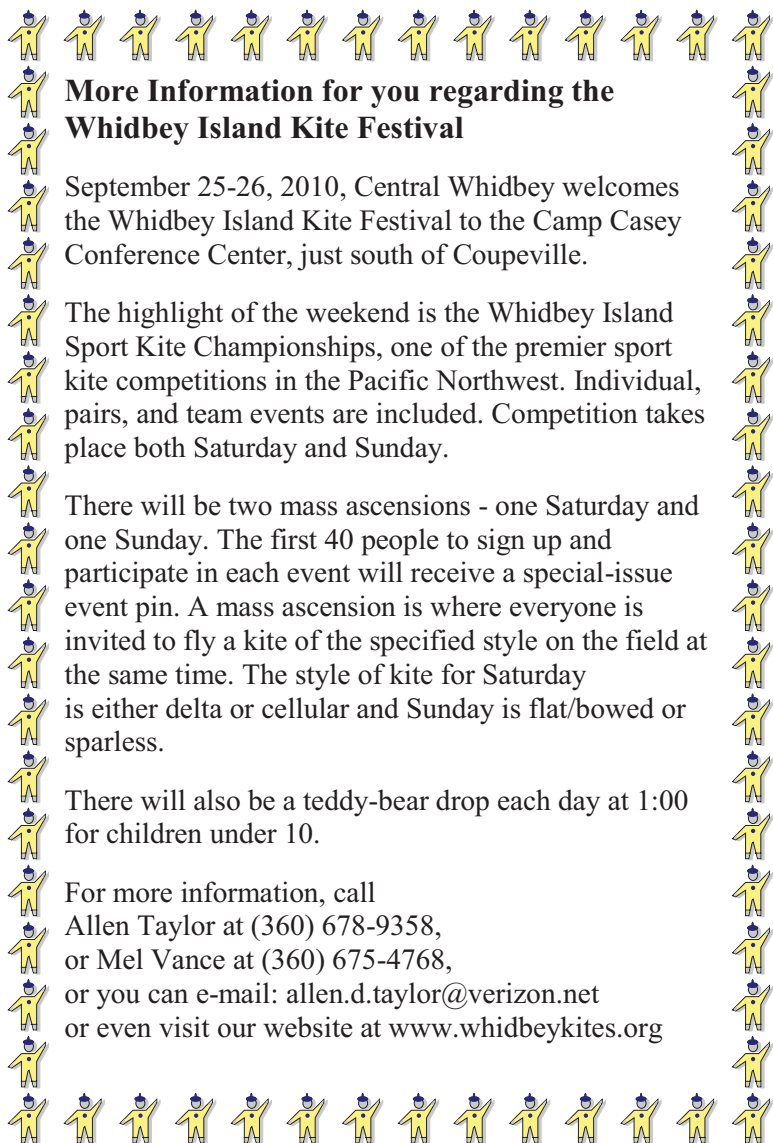 More Information for you regarding the
Whidbey Island Kite Festival
September 25-26, 2010, Central Whidbey welcomes
the Whidbey Island Kite Festival to the Camp Casey
Conference Center, just south of Coupeville.
The highlight of the weekend is the Whidbey Island
Sport Kite Championships, one of the premier sport
kite competitions in the Pacific Northwest. Individual,
pairs, and team events are included. Competition takes
place both Saturday and Sunday.
There will be two mass ascensions - one Saturday and
one Sunday. The first 40 people to sign up and
participate in each event will receive a special-issue
event pin. A mass ascension is where everyone is
invited to fly a kite of the specified style on the field at
the same time. The style of kite for Saturday
is either delta or cellular and Sunday is flat/bowed or
sparless.
There will also be a teddy-bear drop each day at 1:00
for children under 10.
For more information, call
Allen Taylor at (360) 678-9358,
or Mel Vance at (360) 675-4768,
or you can e-mail: allen.d.taylor@verizon.net
or even visit our website at www.whidbeykites.org